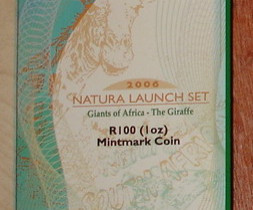 2006
NATURA LAUNCH SET
Giants of Africa - The Giraffe
R100 (1oz)
Mintmark Coin